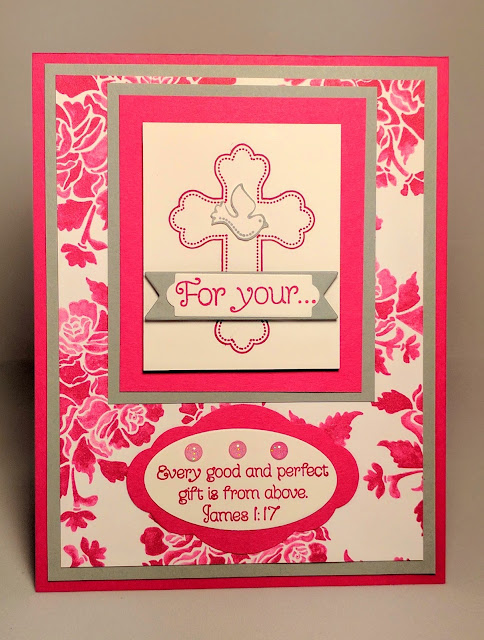 For your...
Every good and perfect
gift is from above.
James 1:17